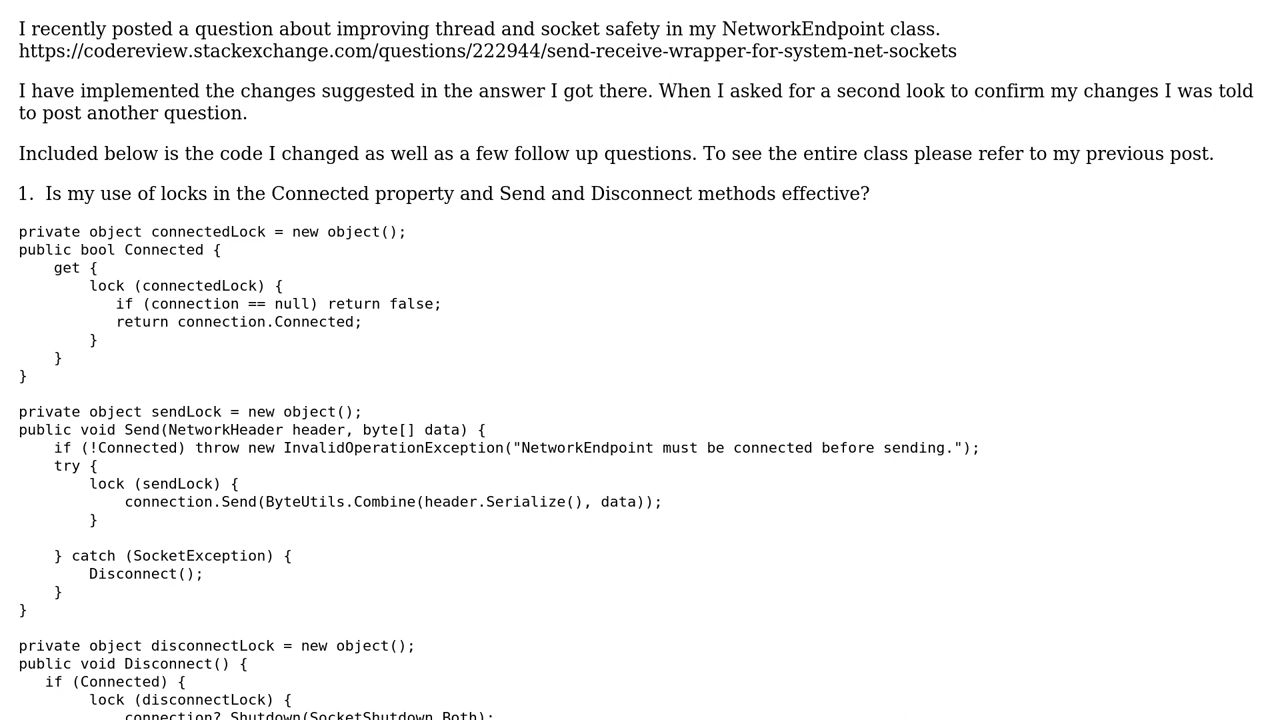 I recently posted a question about improving thread and socket safety in my NetworkEndpoint class.
https://codereview.stackexchange.com/questions/222944/send-receive-wrapper-for-system-net-sockets
I have implemented the changes suggested in the answer I got there. When I asked for a second look to confirm my changes I was told
to post another question.
Included below is the code I changed as well as a few follow up questions. To see the entire class please refer to my previous post.
1. Is my use of locks in the Connected property and Send and Disconnect methods effective?
private object connectedLock = new object();
public bool Connected {
    get {
        lock (connectedLock) {
           if (connection == null) return false;
           return connection.Connected;
        }
    }
}
private object sendLock = new object();
public void Send(NetworkHeader header, byte[] data) {
    if (!Connected) throw new InvalidOperationException("NetworkEndpoint must be connected before sending.");
    try {
        lock (sendLock) {
            connection.Send(ByteUtils.Combine(header.Serialize(), data));
        }
    } catch (SocketException) {
        Disconnect();
    }
}
private object disconnectLock = new object();
public void Disconnect() {
   if (Connected) {
        lock (disconnectLock) {
            connection?.Shutdown(SocketShutdown.Both);